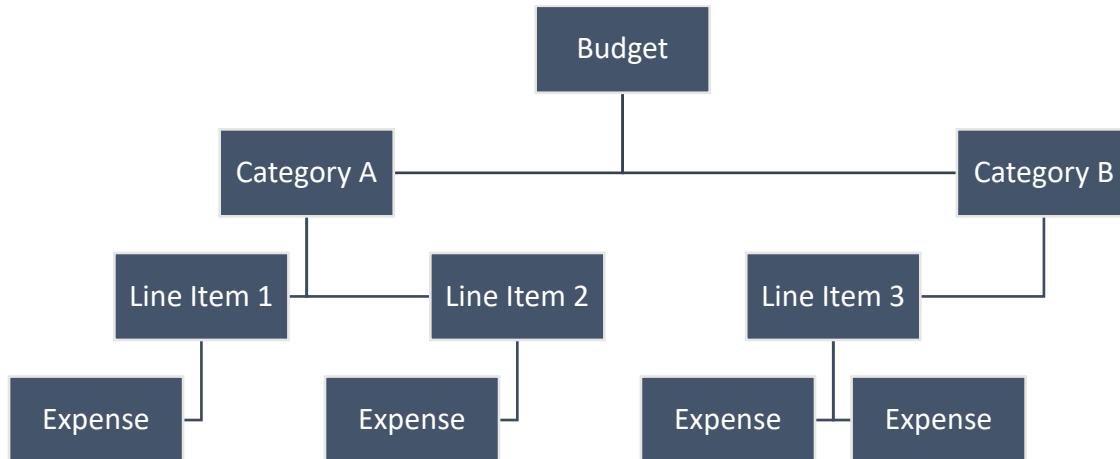 Budget
Category A
Category B
Line Item 1
Line Item 2
Line Item 3
Expense
Expense
Expense
Expense